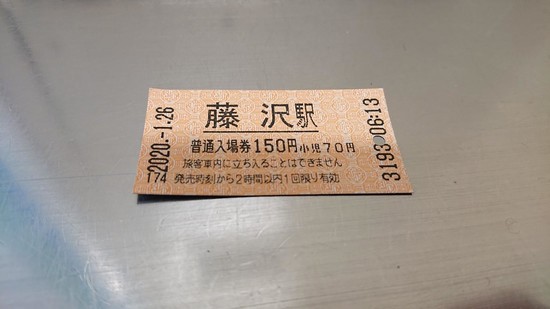 藤沢駅
普通入場券150円小児70円
旅客車内に立ち入ることはできません
発売時刻から2時間以内1回限り有効
2020.-1.26
174
06:13
3193